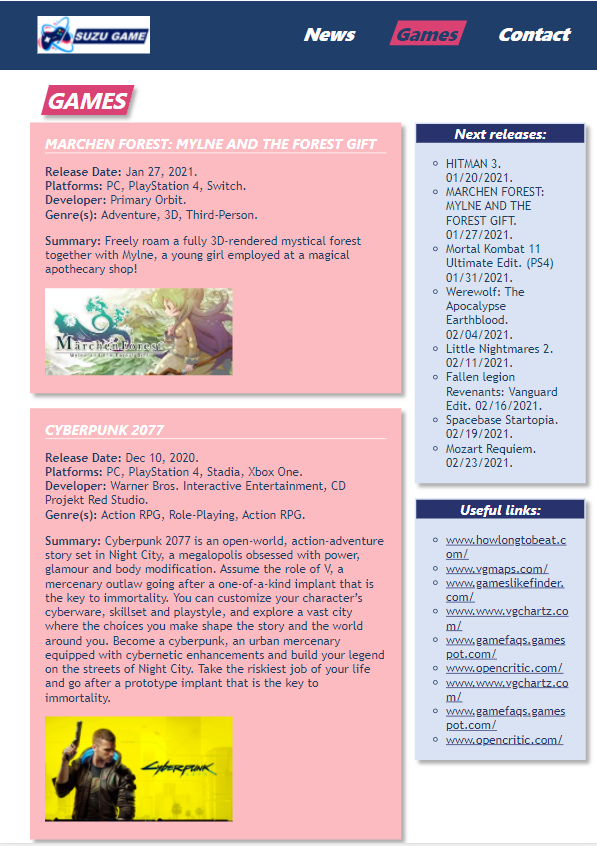 SUZU GAME
News Games Contact
GAMES
MARCHEN FOREST: MYLNE AND THE FOREST GIFT
Release Date: Jan 27, 2021.
Platforms: PC, PlayStation 4, Switch.
Developer: Primary Orbit.
Genre(s): Adventure, 3D, Third-Person.
Summary: Freely roam a fully 3D-rendered mystical forest
together with Mylne, a young girl employed at a magical
apothecary shop!
MärchenForest
CYBERPUNK 2077
Release Date: Dec 10, 2020.
Platforms: PC, PlayStation 4, Stadia, Xbox One.
Developer: Warner Bros. Interactive Entertainment, CD
Projekt Red Studio.
Genre(s): Action RPG, Role-Playing, Action RPG.
Summary: Cyberpunk 2077 is an open-world, action-adventure
story set in Night City, a megalopolis obsessed with power,
glamour and body modification. Assume the role of V, a
mercenary outlaw going after a one-of-a-kind implant that is
the key to immortality. You can customize your character's
cyberware, skillset and playstyle, and explore a vast city
where the choices you make shape the story and the world
around you. Become a cyberpunk, an urban mercenary
equipped with cybernetic enhancements and build your legend
on the streets of Night City. Take the riskiest job of your life
and go after a prototype implant that is the key to
immortality.
Cyberpunk
Next releases:
HITMAN 3.
01/20/2021.
MARCHEN FOREST:
MYLNE AND THE
FOREST GIFT.
01/27/2021.
Mortal Kombat 11
Ultimate Edit. (PS4)
01/31/2021.
Werewolf: The
Apocalypse
Earthblood.
02/04/2021.
Little Nightmares 2.
02/11/2021.
Fallen legion
Revenants: Vanguard
Edit. 02/16/2021.
Spacebase Startopia.
02/19/2021.
Mozart Requiem.
02/23/2021.
Useful links:
www.howlongtobeat.c
om/
www.vgmaps.com/
www.gameslikefinder.
com/
www.www.vgchartz.co
m/
www.gamefaqs.games
pot.com/
www.opencritic.com/
www.www.vgchartz.co
m/
www.gamefaqs.games
pot.com/
www.opencritic.com/